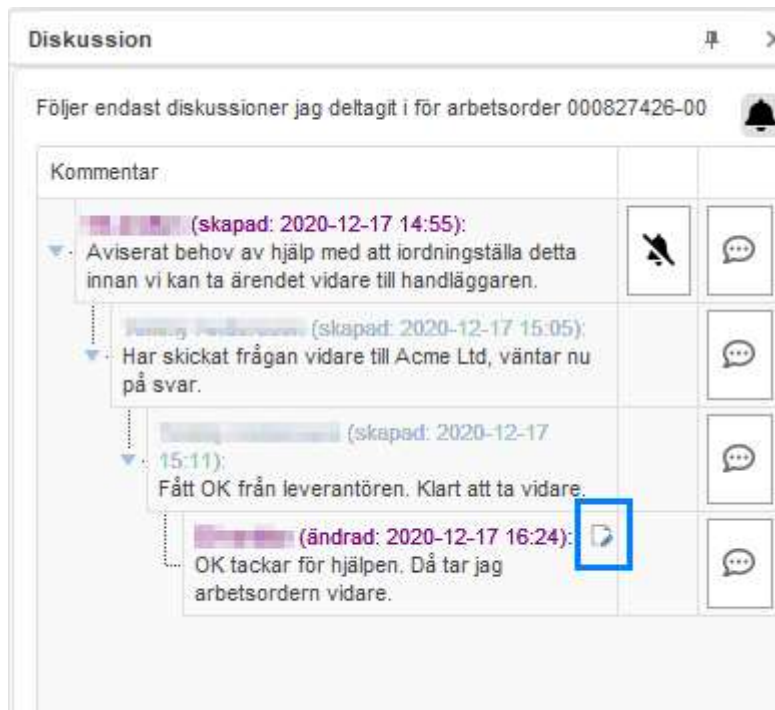 Diskussion
Följer endast diskussioner jag deltagit i för arbetsorder 000827426-00
Kommentar
(skapad: 2020-12-17 14:55):
Aviserat behov av hjälp med att iordningställa detta
innan vi kan ta ärendet vidare till handläggaren.
(skapad: 2020-12-17 15:05):
Har skickat frågan vidare till Acme Ltd, väntar nu
på svar.
(skapad: 2020-12-17
15:11):
Fått OK från leverantören. Klart att ta vidare.
(ändrad: 2020-12-17 16:24):
OK tackar för hjälpen. Då tar jag
arbetsordern vidare.